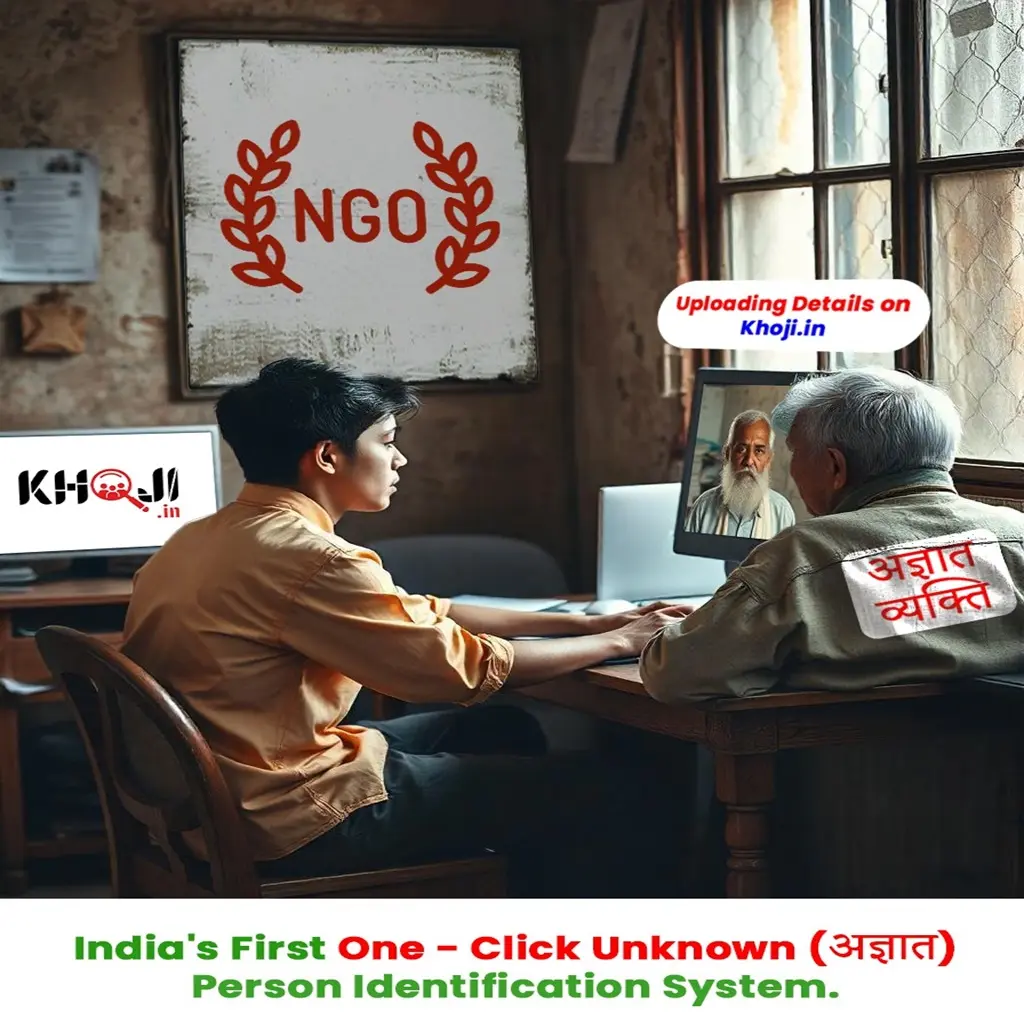 NGO
Uploading Details on
Khoji.in
KHOJI
.in
अज्ञात
व्यक्ति
India's First One - Click Unknown (अज्ञात)
Person Identification System.